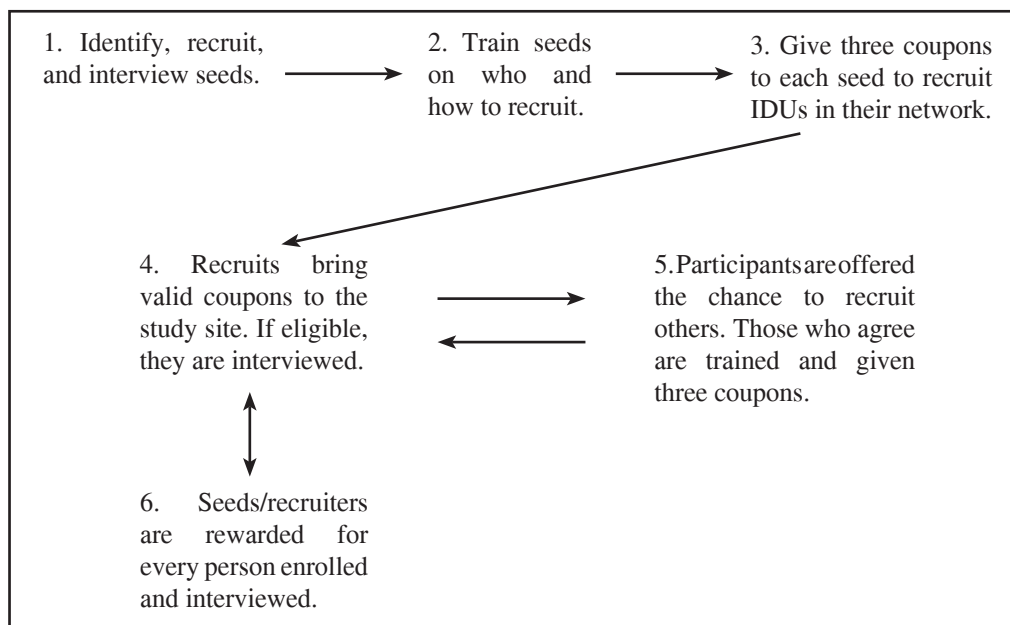 1. Identify, recruit,
and interview seeds.
2. Train seeds
on who and
how to recruit.
3. Give three coupons
to each seed to recruit
IDUs in their network.
4. Recruits bring
valid coupons to the
study site. If eligible,
they are interviewed.
5. Participants are offered
the chance to recruit
others. Those who agree
are trained and given
three coupons.
6. Seeds/recruiters
are rewarded for
every person enrolled
and interviewed.